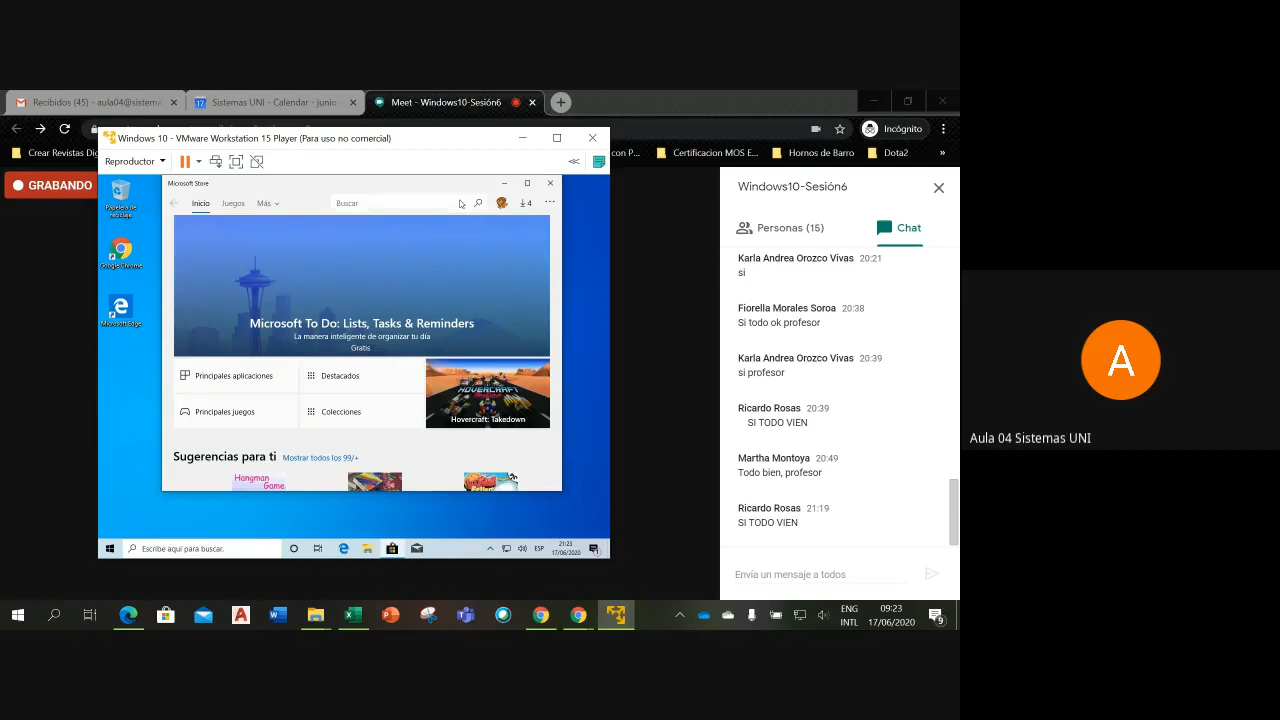 Recibidos (45) - aula04@sistema
Sistemas UNI - Calendar - junio
Meet - Windows10-Sesión6
Incógnito
Crear Revistas Dig
con P...
Certificacion MOS E...
Hornos de Barro
Dota2
»
Windows 10 - VMware Workstation 15 Player (Para uso no comercial)
Reproductor
GRABANDO
Papelera de
reciclaje
Google Chrome
Microsoft Edge
Microsoft Store
Inicio
Juegos
Más
Buscar
4
Microsoft To Do: Lists, Tasks & Reminders
La manera inteligente de organizar tu día
Gratis
Principales aplicaciones
Destacados
Principales juegos
Colecciones
HOVERCRAFT
Hovercraft: Takedown
Sugerencias para ti
Mostrar todos los 99/+
Hangman
Game
Escribe aquí para buscar.
ESP
21:23
17/06/2020
Windows10-Sesión6
Personas (15)
Chat
Karla Andrea Orozco Vivas 20:21
si
Fiorella Morales Soroa 20:38
Si todo ok profesor
Karla Andrea Orozco Vivas 20:39
si profesor
Ricardo Rosas 20:39
SI TODO VIEN
Martha Montoya 20:49
Todo bien, profesor
Ricardo Rosas 21:19
SI TODO VIEN
Envía un mensaje a todos
ENG
INTL
09:23
17/06/2020
9
A
Aula 04 Sistemas UNI